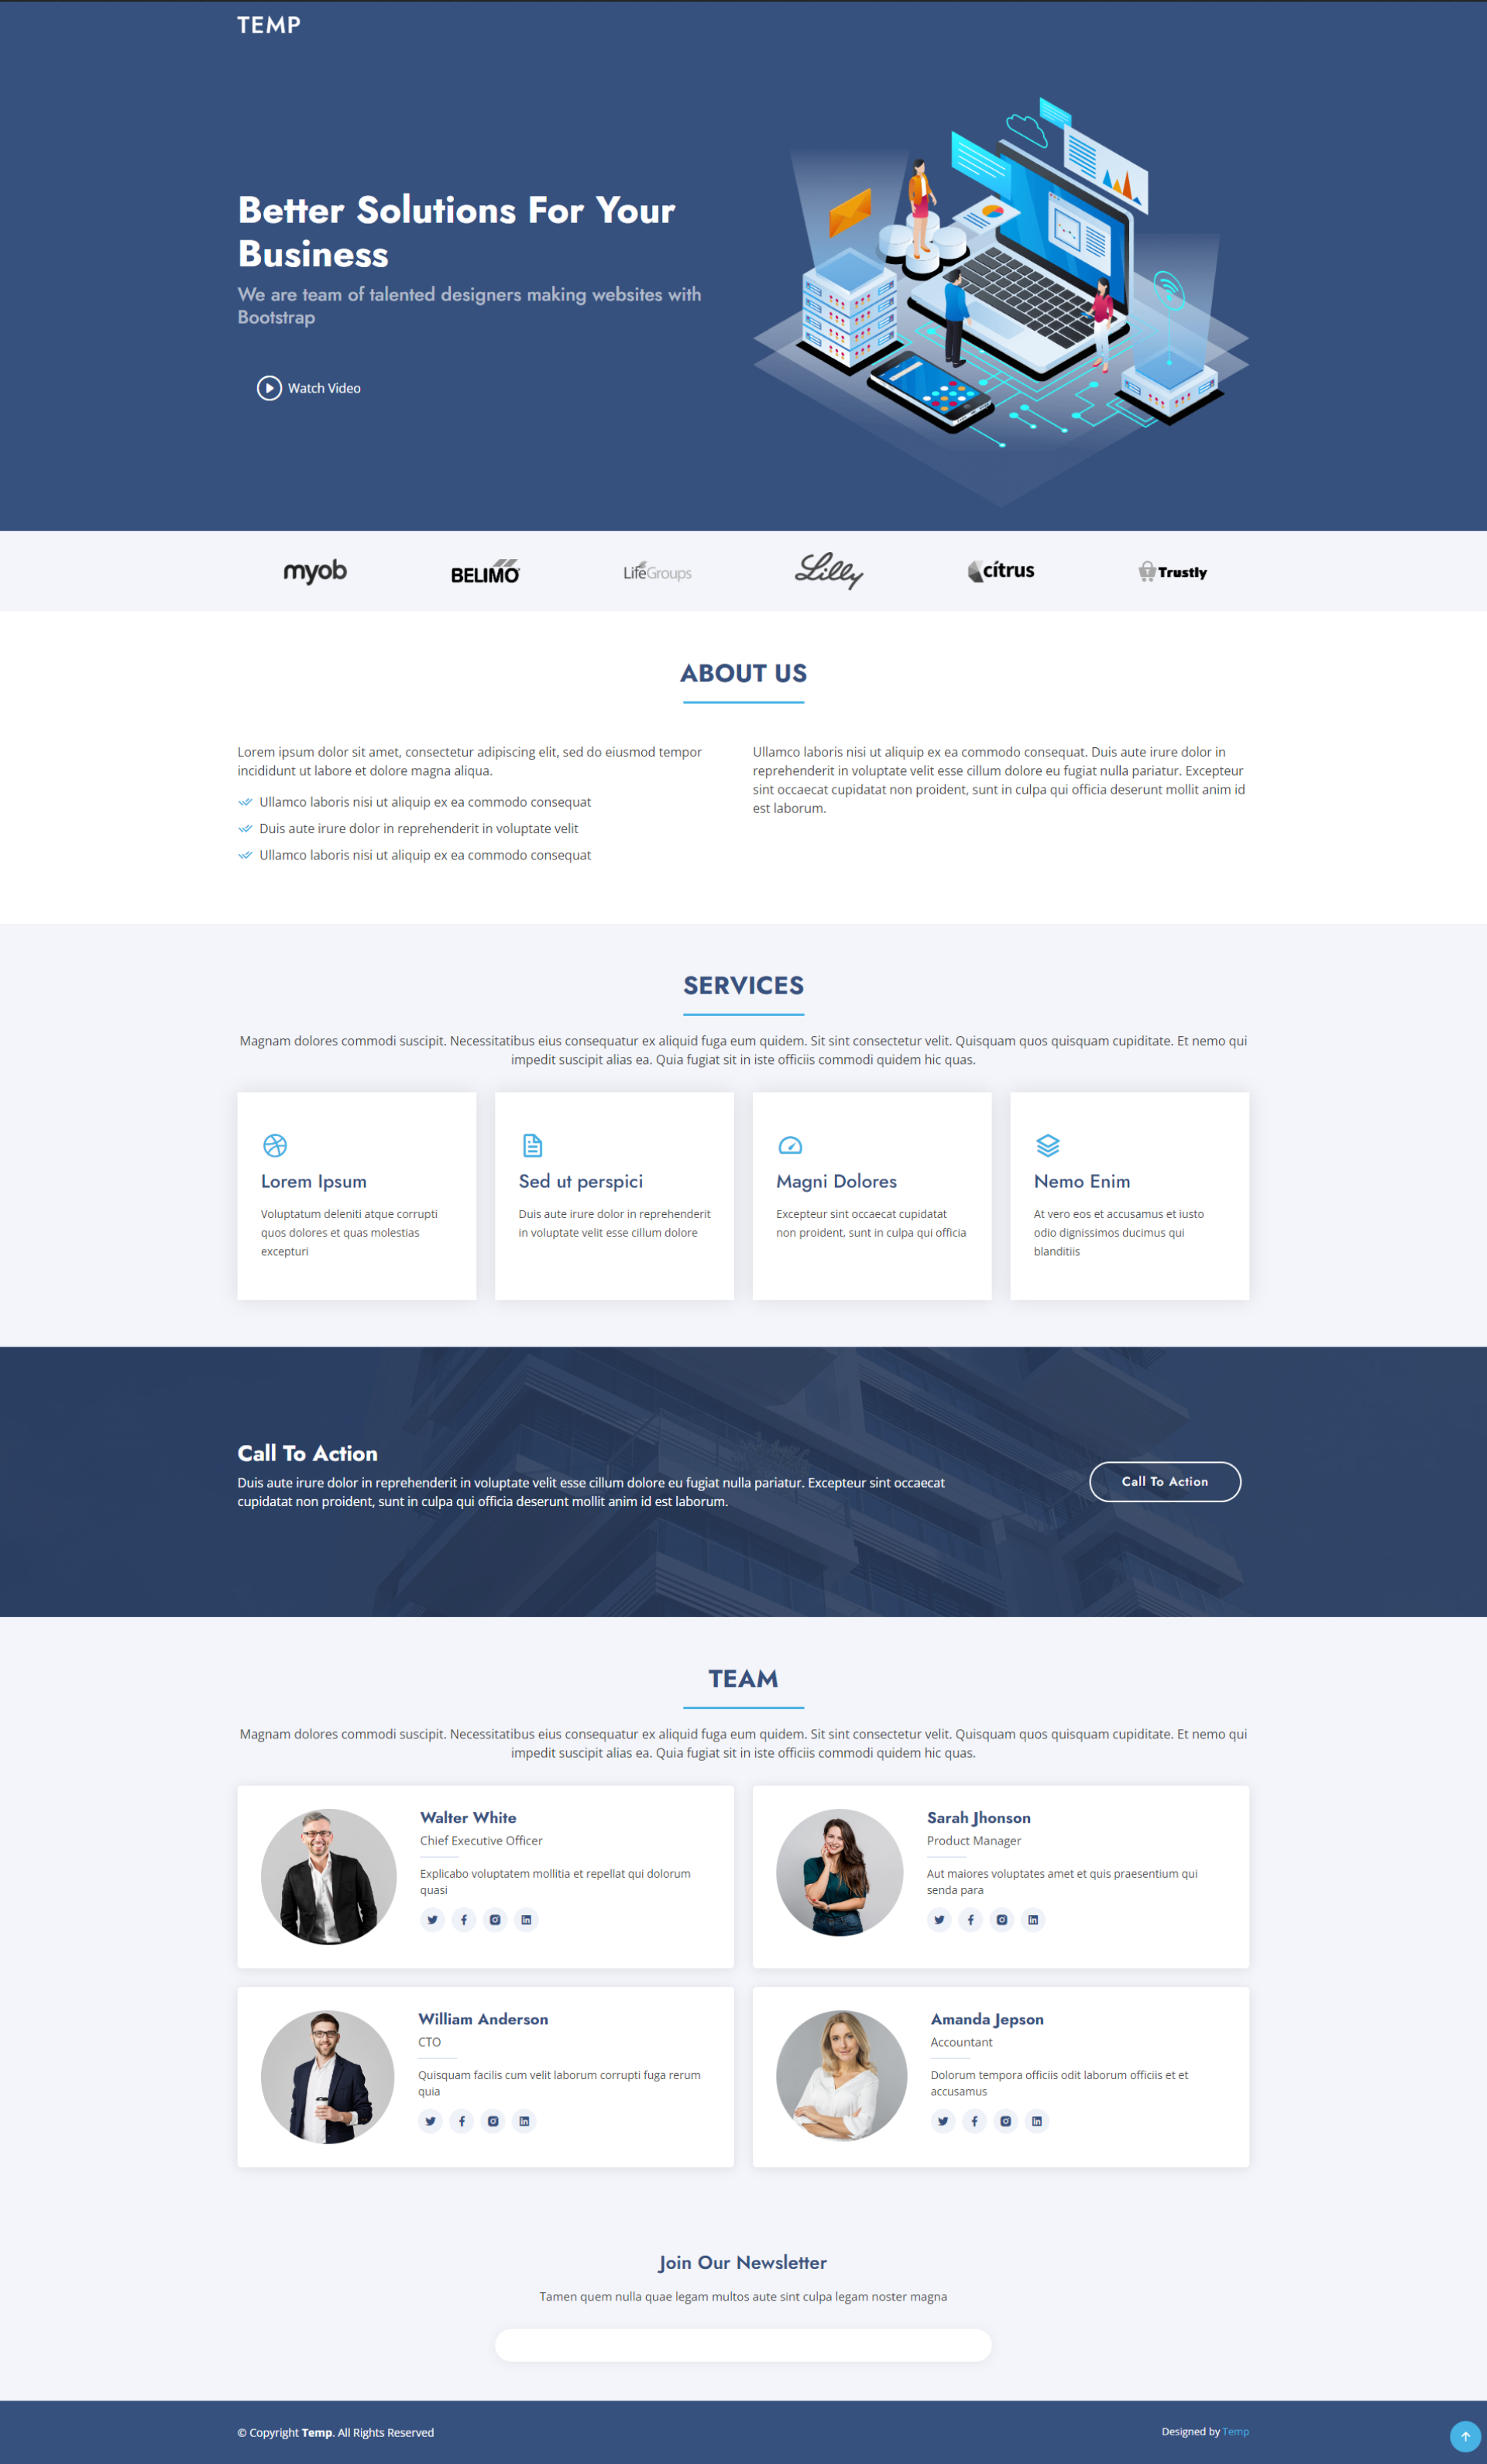 TEMP
Better Solutions For Your
Business
We are team of talented designers making websites with
Bootstrap
Watch Video
myob
BELIMO
LifeGroups
Lilly
citrus
Trustly
ABOUT US
Lorem ipsum dolor sit amet, consectetur adipiscing elit, sed do eiusmod tempor
incididunt ut labore et dolore magna aliqua.
Ullamco laboris nisi ut aliquip ex ea commodo consequat
Duis aute irure dolor in reprehenderit in voluptate velit
Ullamco laboris nisi ut aliquip ex ea commodo consequat
Ullamco laboris nisi ut aliquip ex ea commodo consequat. Duis aute irure dolor in
reprehenderit in voluptate velit esse cillum dolore eu fugiat nulla pariatur. Excepteur
sint occaecat cupidatat non proident, sunt in culpa qui officia deserunt mollit anim id
est laborum.
SERVICES
Magnam dolores commodi suscipit. Necessitatibus eius consequatur ex aliquid fuga eum quidem. Sit sint consectetur velit. Quisquam quos quisquam cupiditate. Et nemo qui
impedit suscipit alias ea. Quia fugiat sit in iste officiis commodi quidem hic quas.
Lorem Ipsum
Voluptatum deleniti atque corrupti
quos dolores et quas molestias
excepturi
Sed ut perspici
Duis aute irure dolor in reprehenderit
in voluptate velit esse cillum dolore
Magni Dolores
Excepteur sint occaecat cupidatat
non proident, sunt in culpa qui officia
Nemo Enim
At vero eos et accusamus et iusto
odio dignissimos ducimus qui
blanditiis
Call To Action
Duis aute irure dolor in reprehenderit in voluptate velit esse cillum dolore eu fugiat nulla pariatur. Excepteur sint occaecat
cupidatat non proident, sunt in culpa qui officia deserunt mollit anim id est laborum.
Call To Action
TEAM
Magnam dolores commodi suscipit. Necessitatibus eius consequatur ex aliquid fuga eum quidem. Sit sint consectetur velit. Quisquam quos quisquam cupiditate. Et nemo qui
impedit suscipit alias ea. Quia fugiat sit in iste officiis commodi quidem hic quas.
Walter White
Chief Executive Officer
Explicabo voluptatem mollitia et repellat qui dolorum
quasi
Sarah Jhonson
Product Manager
Aut maiores voluptates amet et quis praesentium qui
senda para
William Anderson
CTO
Quisquam facilis cum velit laborum corrupti fuga rerum
quia
Amanda Jepson
Accountant
Dolorum tempora officiis odit laborum officiis et et
accusamus
Join Our Newsletter
Tamen quem nulla quae legam multos aute sint culpa legam noster magna
© Copyright Temp. All Rights Reserved
Designed by Temp